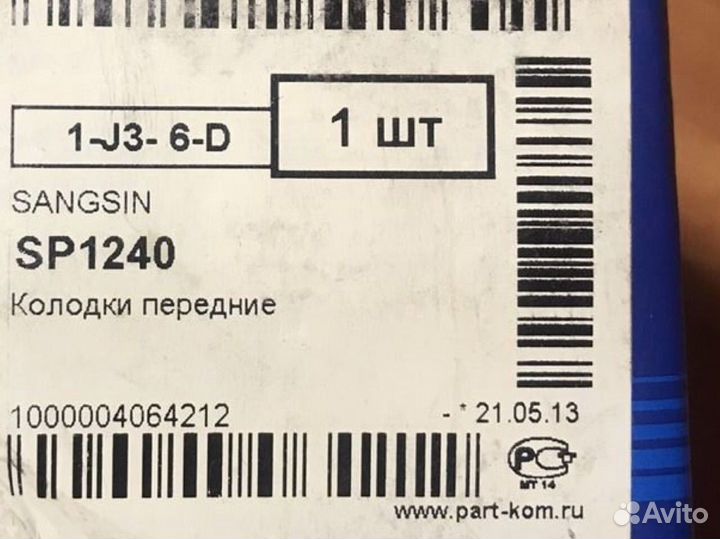 1-J3- 6-D
1 шт
SANGSIN
SP1240
Колодки передние
1000004064212
- * 21.05.13
РСТ
МТ 14
www.part-kom.ru
Avito